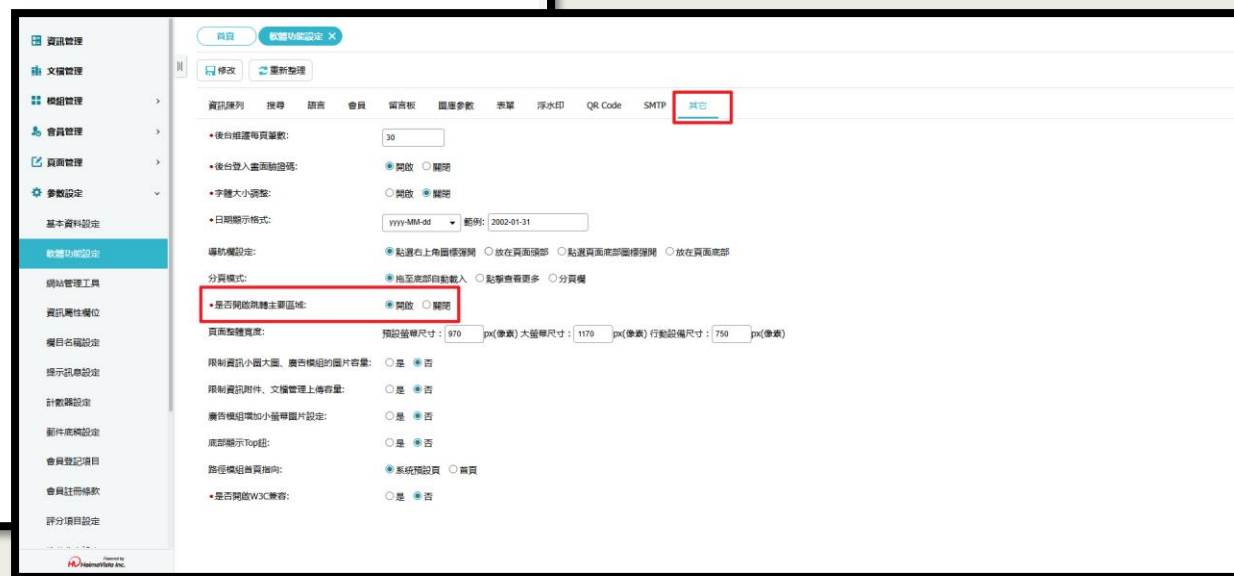 資訊管理
文檔管理
模組管理
會員管理
頁面管理
參數設定
基本資料設定
軟體功能設定
網站管理工具
資訊屬性欄位
欄目名稱設定
提示訊息設定
計數器設定
郵件底稿設定
會員登記項目
會員註冊條款
評分項目設定
Powered by
HaimaVista Inc.
首頁 軟體功能設定 ×
修改 重新整理
資訊陳列 搜尋 語言 會員 留言板 圖庫參數 表單 浮水印 QR Code SMTP 其它
•後台維護每頁筆數: 30
•後台登入畫面驗證碼: 開啟 關閉
•字體大小調整: 開啟 關閉
•日期顯示格式: yyyy-MM-dd 範例: 2002-01-31
導航欄設定: 點選右上角圖標彈開 放在頁面頭部 點選頁面底部圖標彈開 放在頁面底部
分頁模式: 拖至底部自動載入 點擊查看更多 分頁欄
•是否開啟跳轉主要區域: 開啟 關閉
頁面整體寬度: 預設螢幕尺寸：970 px(像素) 大螢幕尺寸：1170 px(像素) 行動設備尺寸：750 px(像素)
限制資訊小圖大圖、廣告模組的圖片容量: 是 否
限制資訊附件、文檔管理上傳容量: 是 否
廣告模組增加小螢幕圖片設定: 是 否
底部顯示Top鈕: 是 否
路徑模組首頁指向: 系統預設頁 首頁
•是否開啟W3C兼容: 是 否